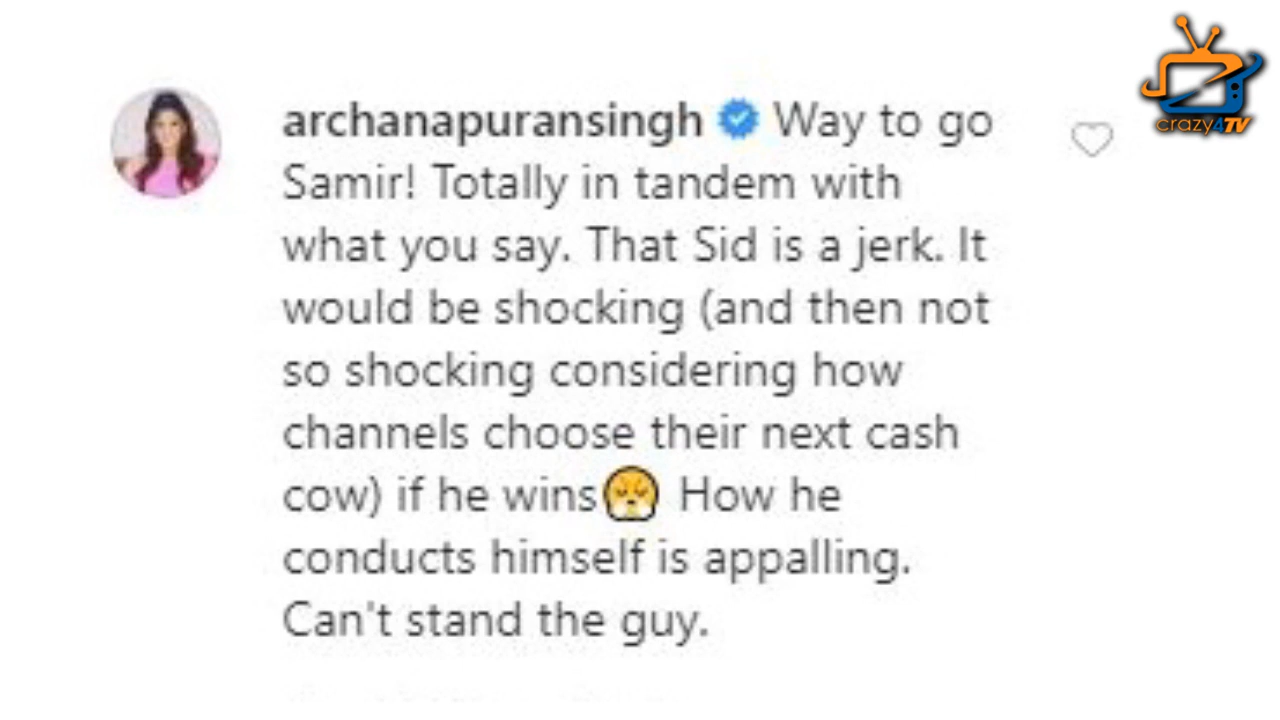 archanapuransingh Way to go
Samir! Totally in tandem with
what you say. That Sid is a jerk. It
would be shocking (and then not
so shocking considering how
channels choose their next cash
cow) if he wins😤 How he
conducts himself is appalling.
Can't stand the guy.
crazy4TV